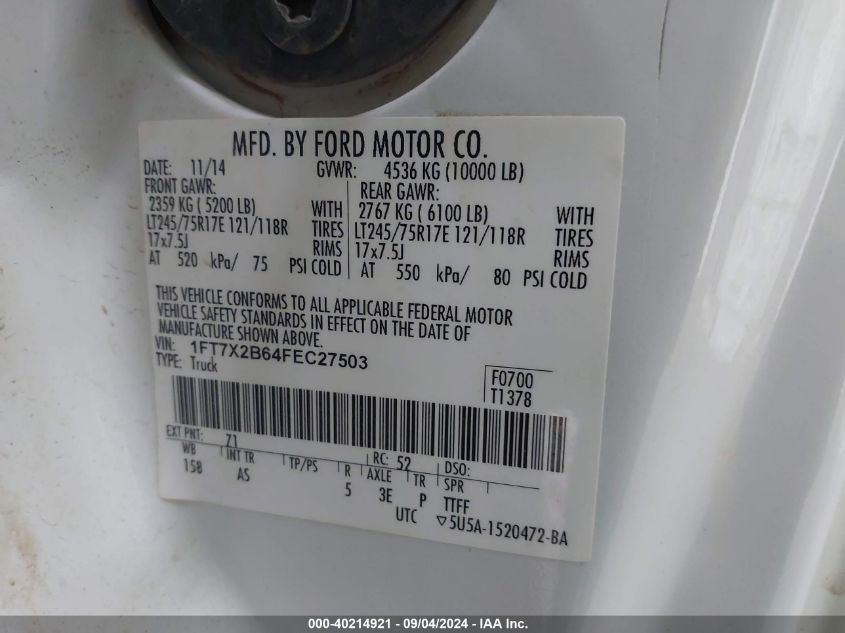 MFD. BY FORD MOTOR CO.
DATE: 11/14 GVWR: 4536 KG (10000 LB)
FRONT GAWR: REAR GAWR:
2359 KG ( 5200 LB) WITH 2767 KG ( 6100 LB) WITH
LT245/75R17E 121/118R TIRES LT245/75R17E 121/118R TIRES
17x7.5J RIMS 17x7.5J RIMS
AT 520 kPa/ 75 PSI COLD AT 550 kPa/ 80 PSI COLD
THIS VEHICLE CONFORMS TO ALL APPLICABLE FEDERAL MOTOR
VEHICLE SAFETY STANDARDS IN EFFECT ON THE DATE OF
MANUFACTURE SHOWN ABOVE.
VIN: 1FT7X2B64FEC27503
TYPE: Truck
F0700
T1378
EXT PNT: 71 RC: 52 DSO:
WB INT TR TP/PS R AXLE TR SPR
158 AS 5 3E P TTFF
UTC ▽5U5A-1520472-BA
000-40214921 - 09/04/2024 - IAA Inc.